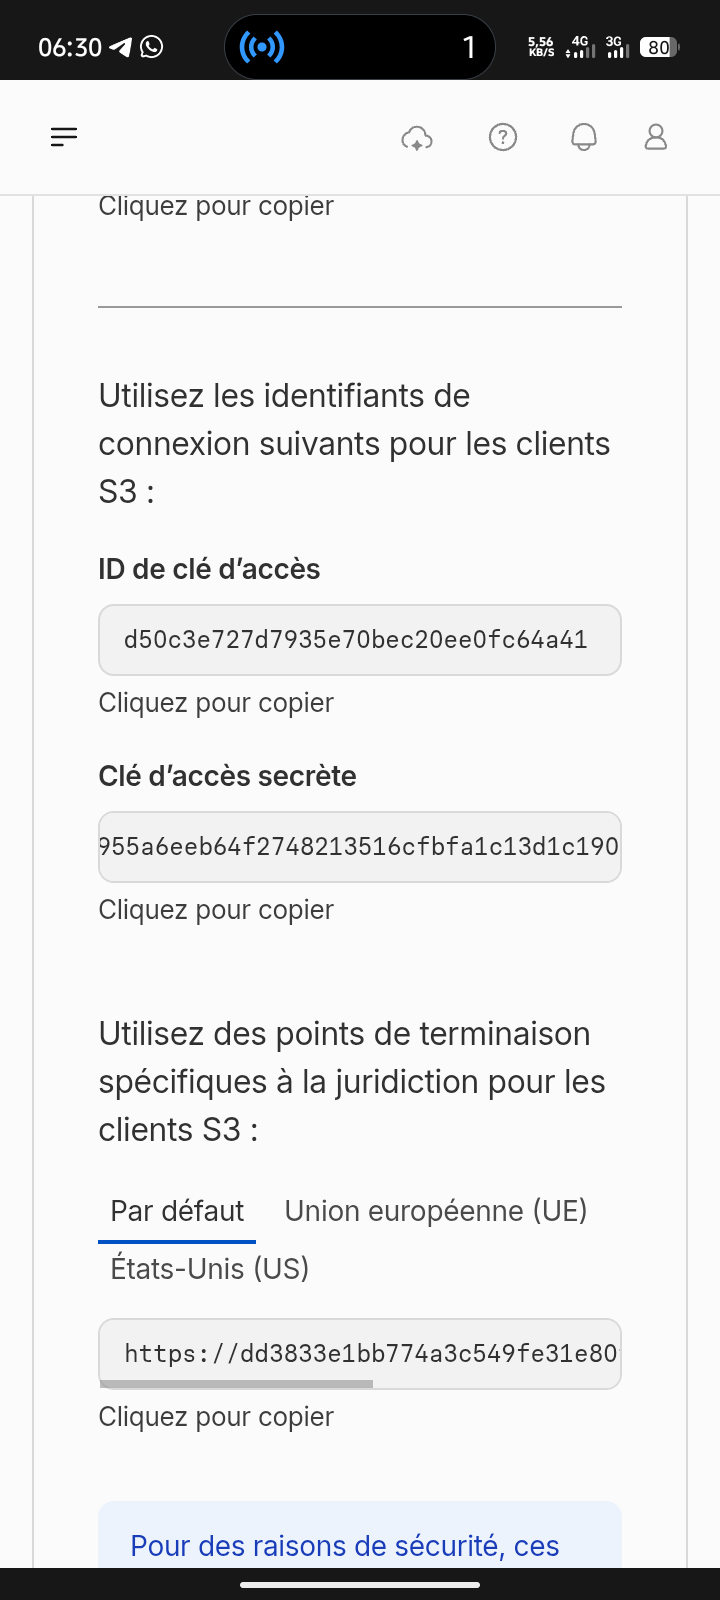 06:30
1
5,56
KB/S
4G
3G
80
Cliquez pour copier
Utilisez les identifiants de
connexion suivants pour les clients
S3 :
ID de clé d’accès
d50c3e727d7935e70bec20ee0fc64a41
Cliquez pour copier
Clé d’accès secrète
955a6eeb64f2748213516cfbfa1c13d1c190
Cliquez pour copier
Utilisez des points de terminaison
spécifiques à la juridiction pour les
clients S3 :
Par défaut
Union européenne (UE)
États-Unis (US)
https://dd3833e1bb774a3c549fe31e80
Cliquez pour copier
Pour des raisons de sécurité, ces